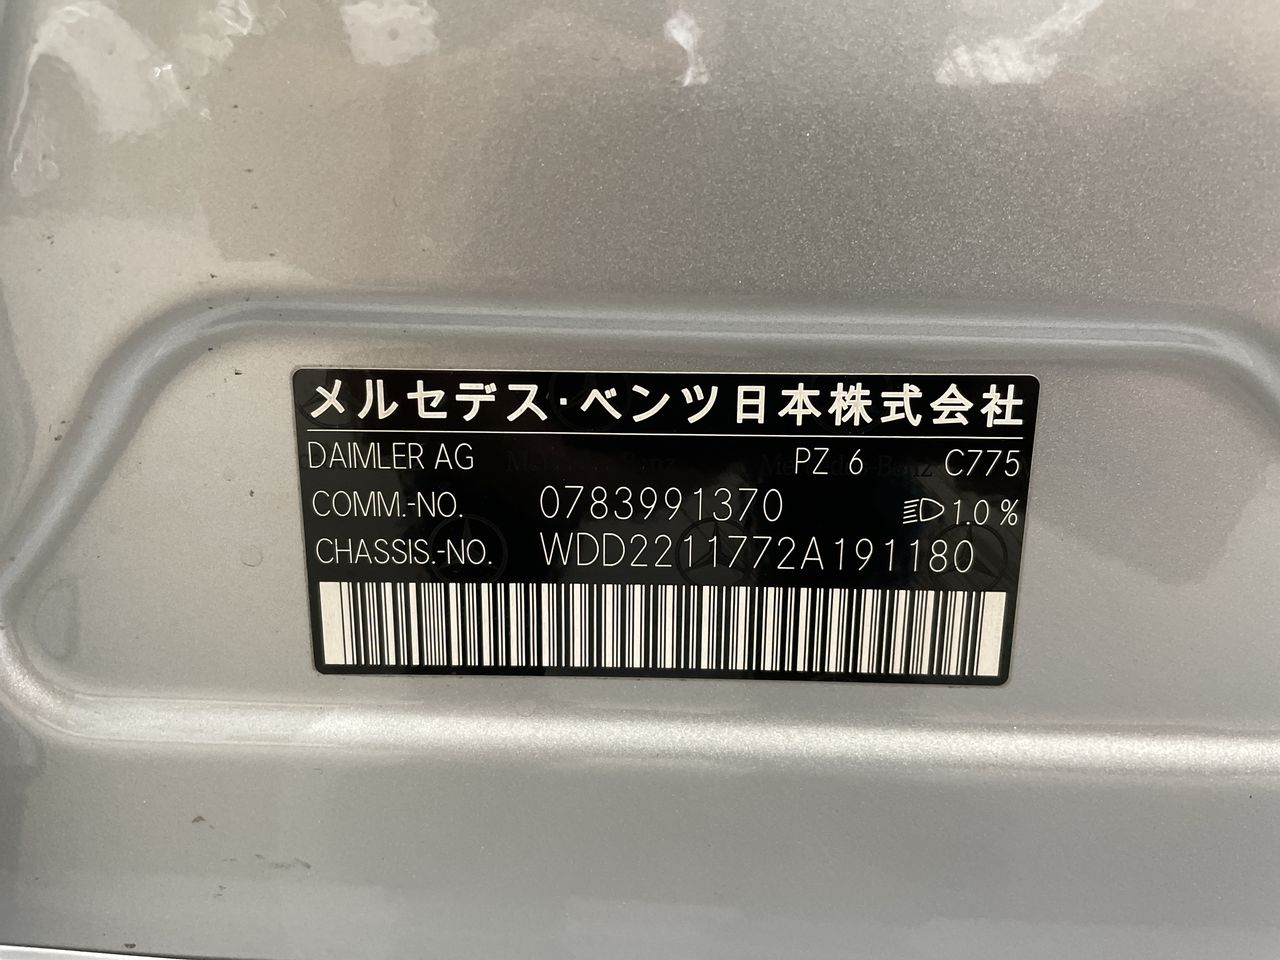 メルセデス・ベンツ日本株式会社
DAIMLER AG PZ 6 C775
COMM.-NO. 0783991370 1.0 %
CHASSIS.-NO. WDD2211772A191180